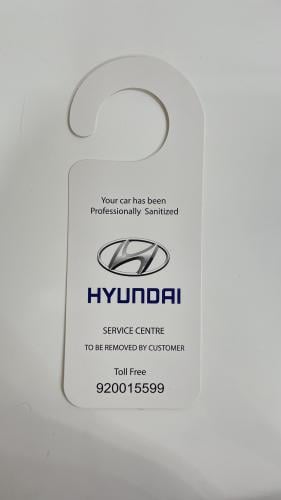 Your car has been
Professionally Sanitized
HYUNDAI
SERVICE CENTRE
TO BE REMOVED BY CUSTOMER
Toll Free
920015599